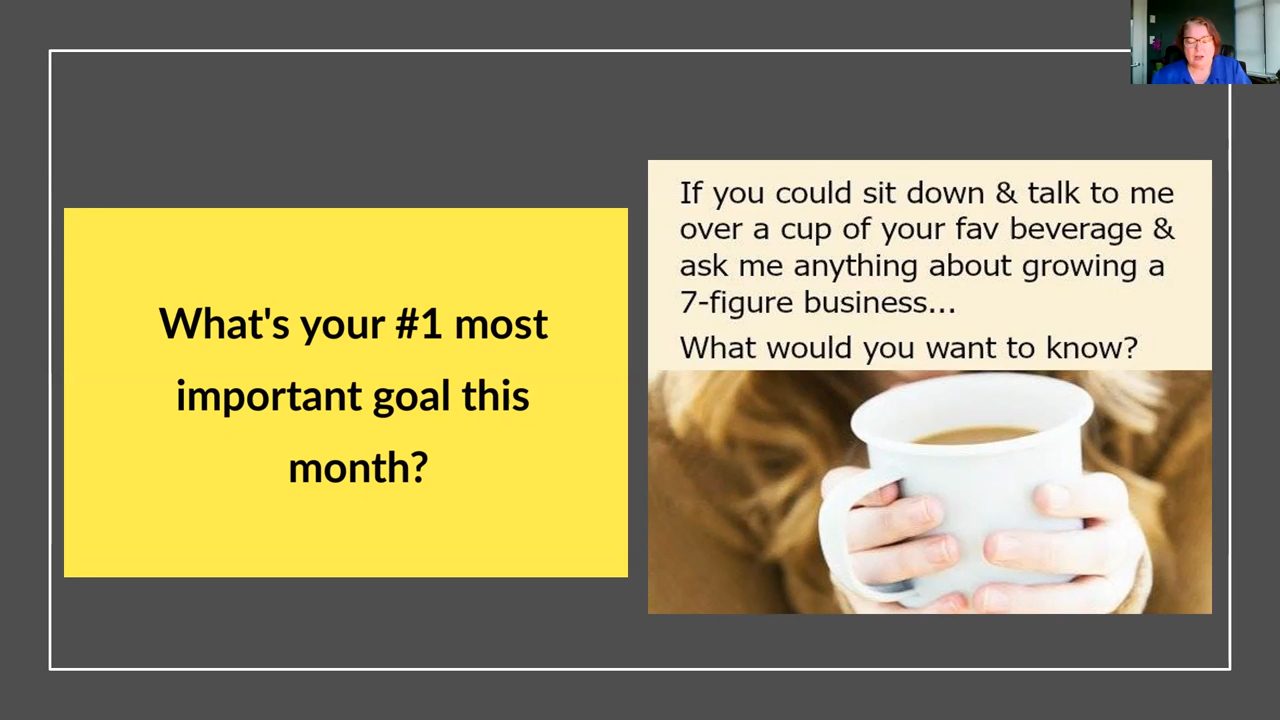 What's your #1 most
important goal this
month?
If you could sit down & talk to me
over a cup of your fav beverage &
ask me anything about growing a
7-figure business...
What would you want to know?